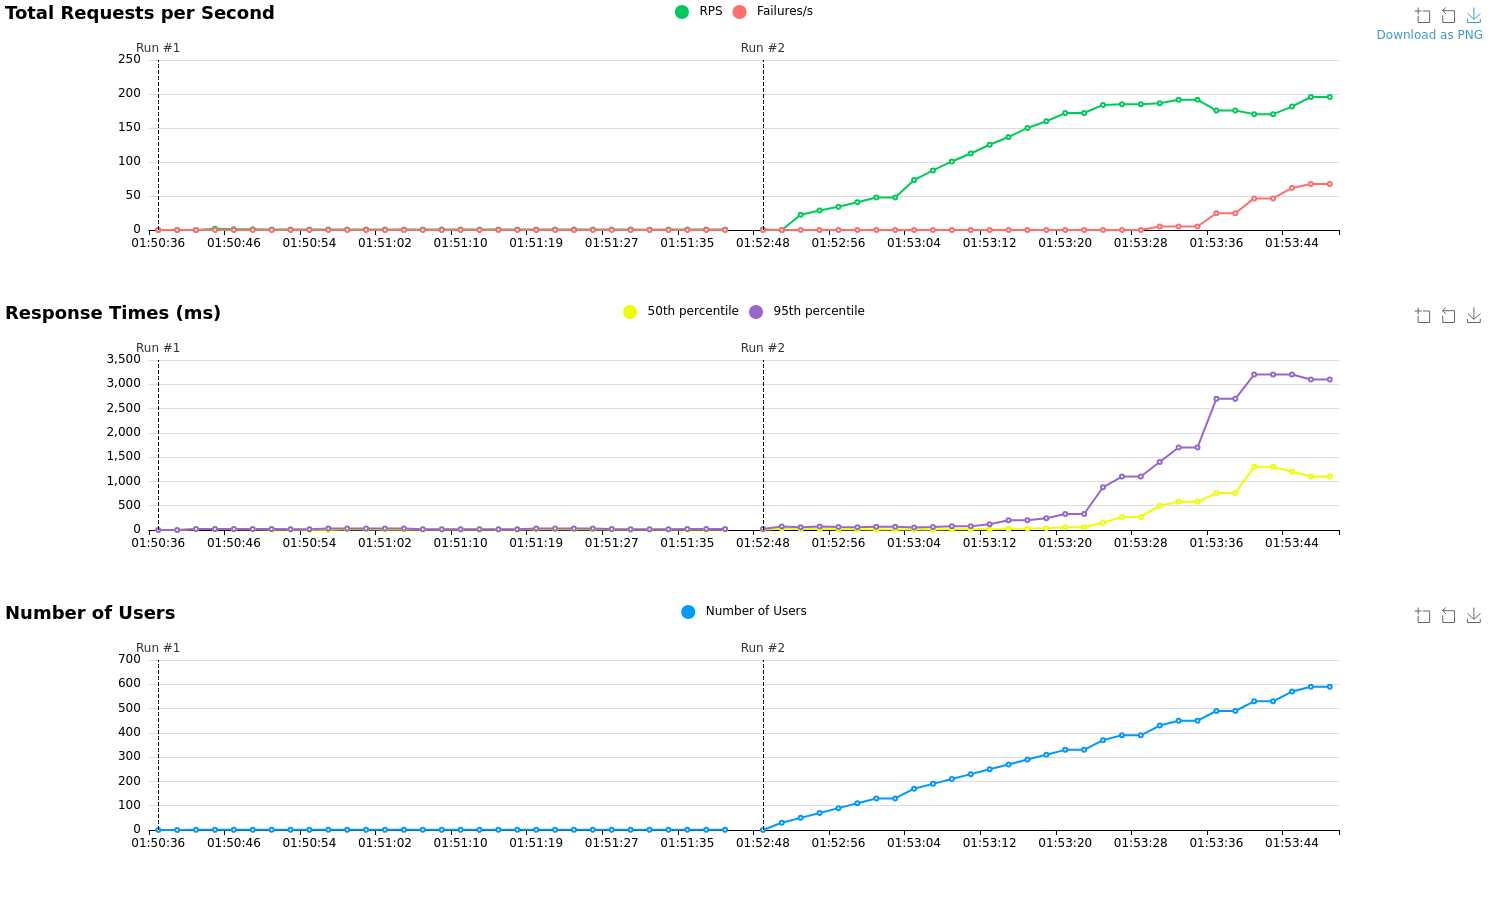 Total Requests per Second
RPS Failures/s
Download as PNG
Run #1 Run #2
250
200
150
100
50
0
01:50:36 01:50:46 01:50:54 01:51:02 01:51:10 01:51:19 01:51:27 01:51:35 01:52:48 01:52:56 01:53:04 01:53:12 01:53:20 01:53:28 01:53:36 01:53:44
Response Times (ms)
50th percentile 95th percentile
Run #1 Run #2
3,500
3,000
2,500
2,000
1,500
1,000
500
0
01:50:36 01:50:46 01:50:54 01:51:02 01:51:10 01:51:19 01:51:27 01:51:35 01:52:48 01:52:56 01:53:04 01:53:12 01:53:20 01:53:28 01:53:36 01:53:44
Number of Users
Number of Users
Run #1 Run #2
700
600
500
400
300
200
100
0
01:50:36 01:50:46 01:50:54 01:51:02 01:51:10 01:51:19 01:51:27 01:51:35 01:52:48 01:52:56 01:53:04 01:53:12 01:53:20 01:53:28 01:53:36 01:53:44